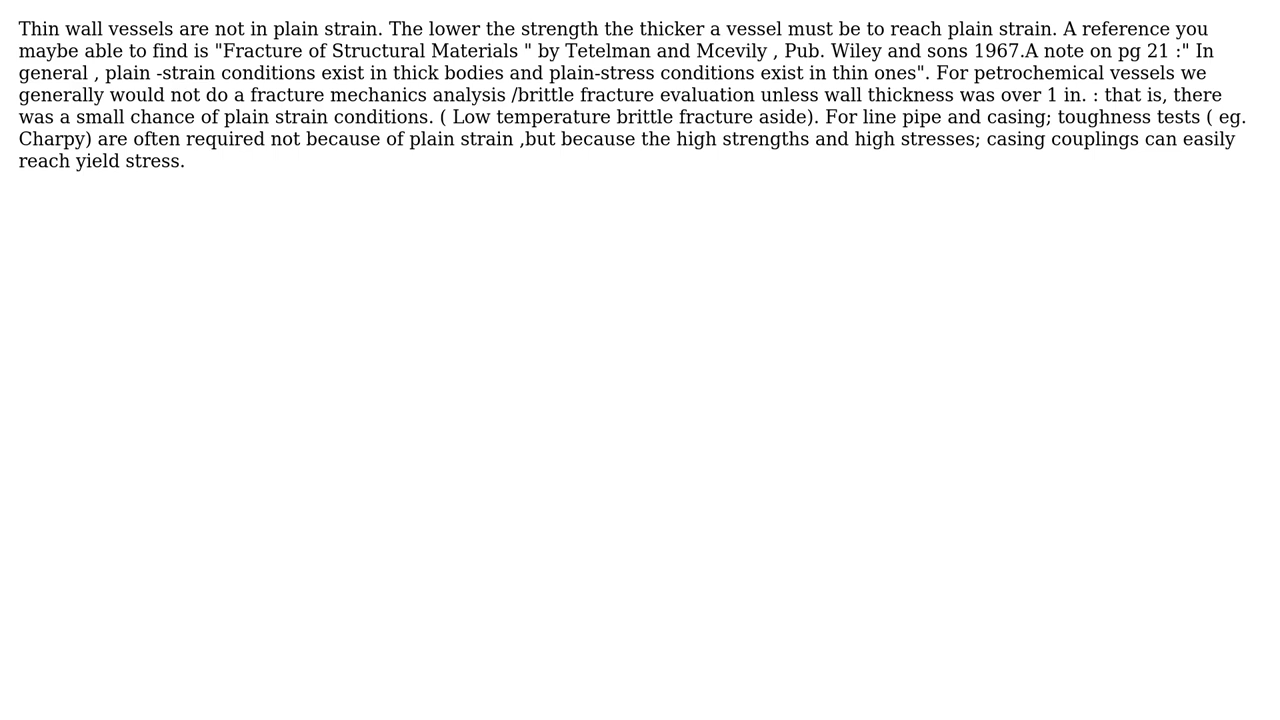 Thin wall vessels are not in plain strain. The lower the strength the thicker a vessel must be to reach plain strain. A reference you
maybe able to find is "Fracture of Structural Materials " by Tetelman and Mcevily , Pub. Wiley and sons 1967.A note on pg 21 :" In
general , plain -strain conditions exist in thick bodies and plain-stress conditions exist in thin ones". For petrochemical vessels we
generally would not do a fracture mechanics analysis /brittle fracture evaluation unless wall thickness was over 1 in. : that is, there
was a small chance of plain strain conditions. ( Low temperature brittle fracture aside). For line pipe and casing; toughness tests ( eg.
Charpy) are often required not because of plain strain ,but because the high strengths and high stresses; casing couplings can easily
reach yield stress.